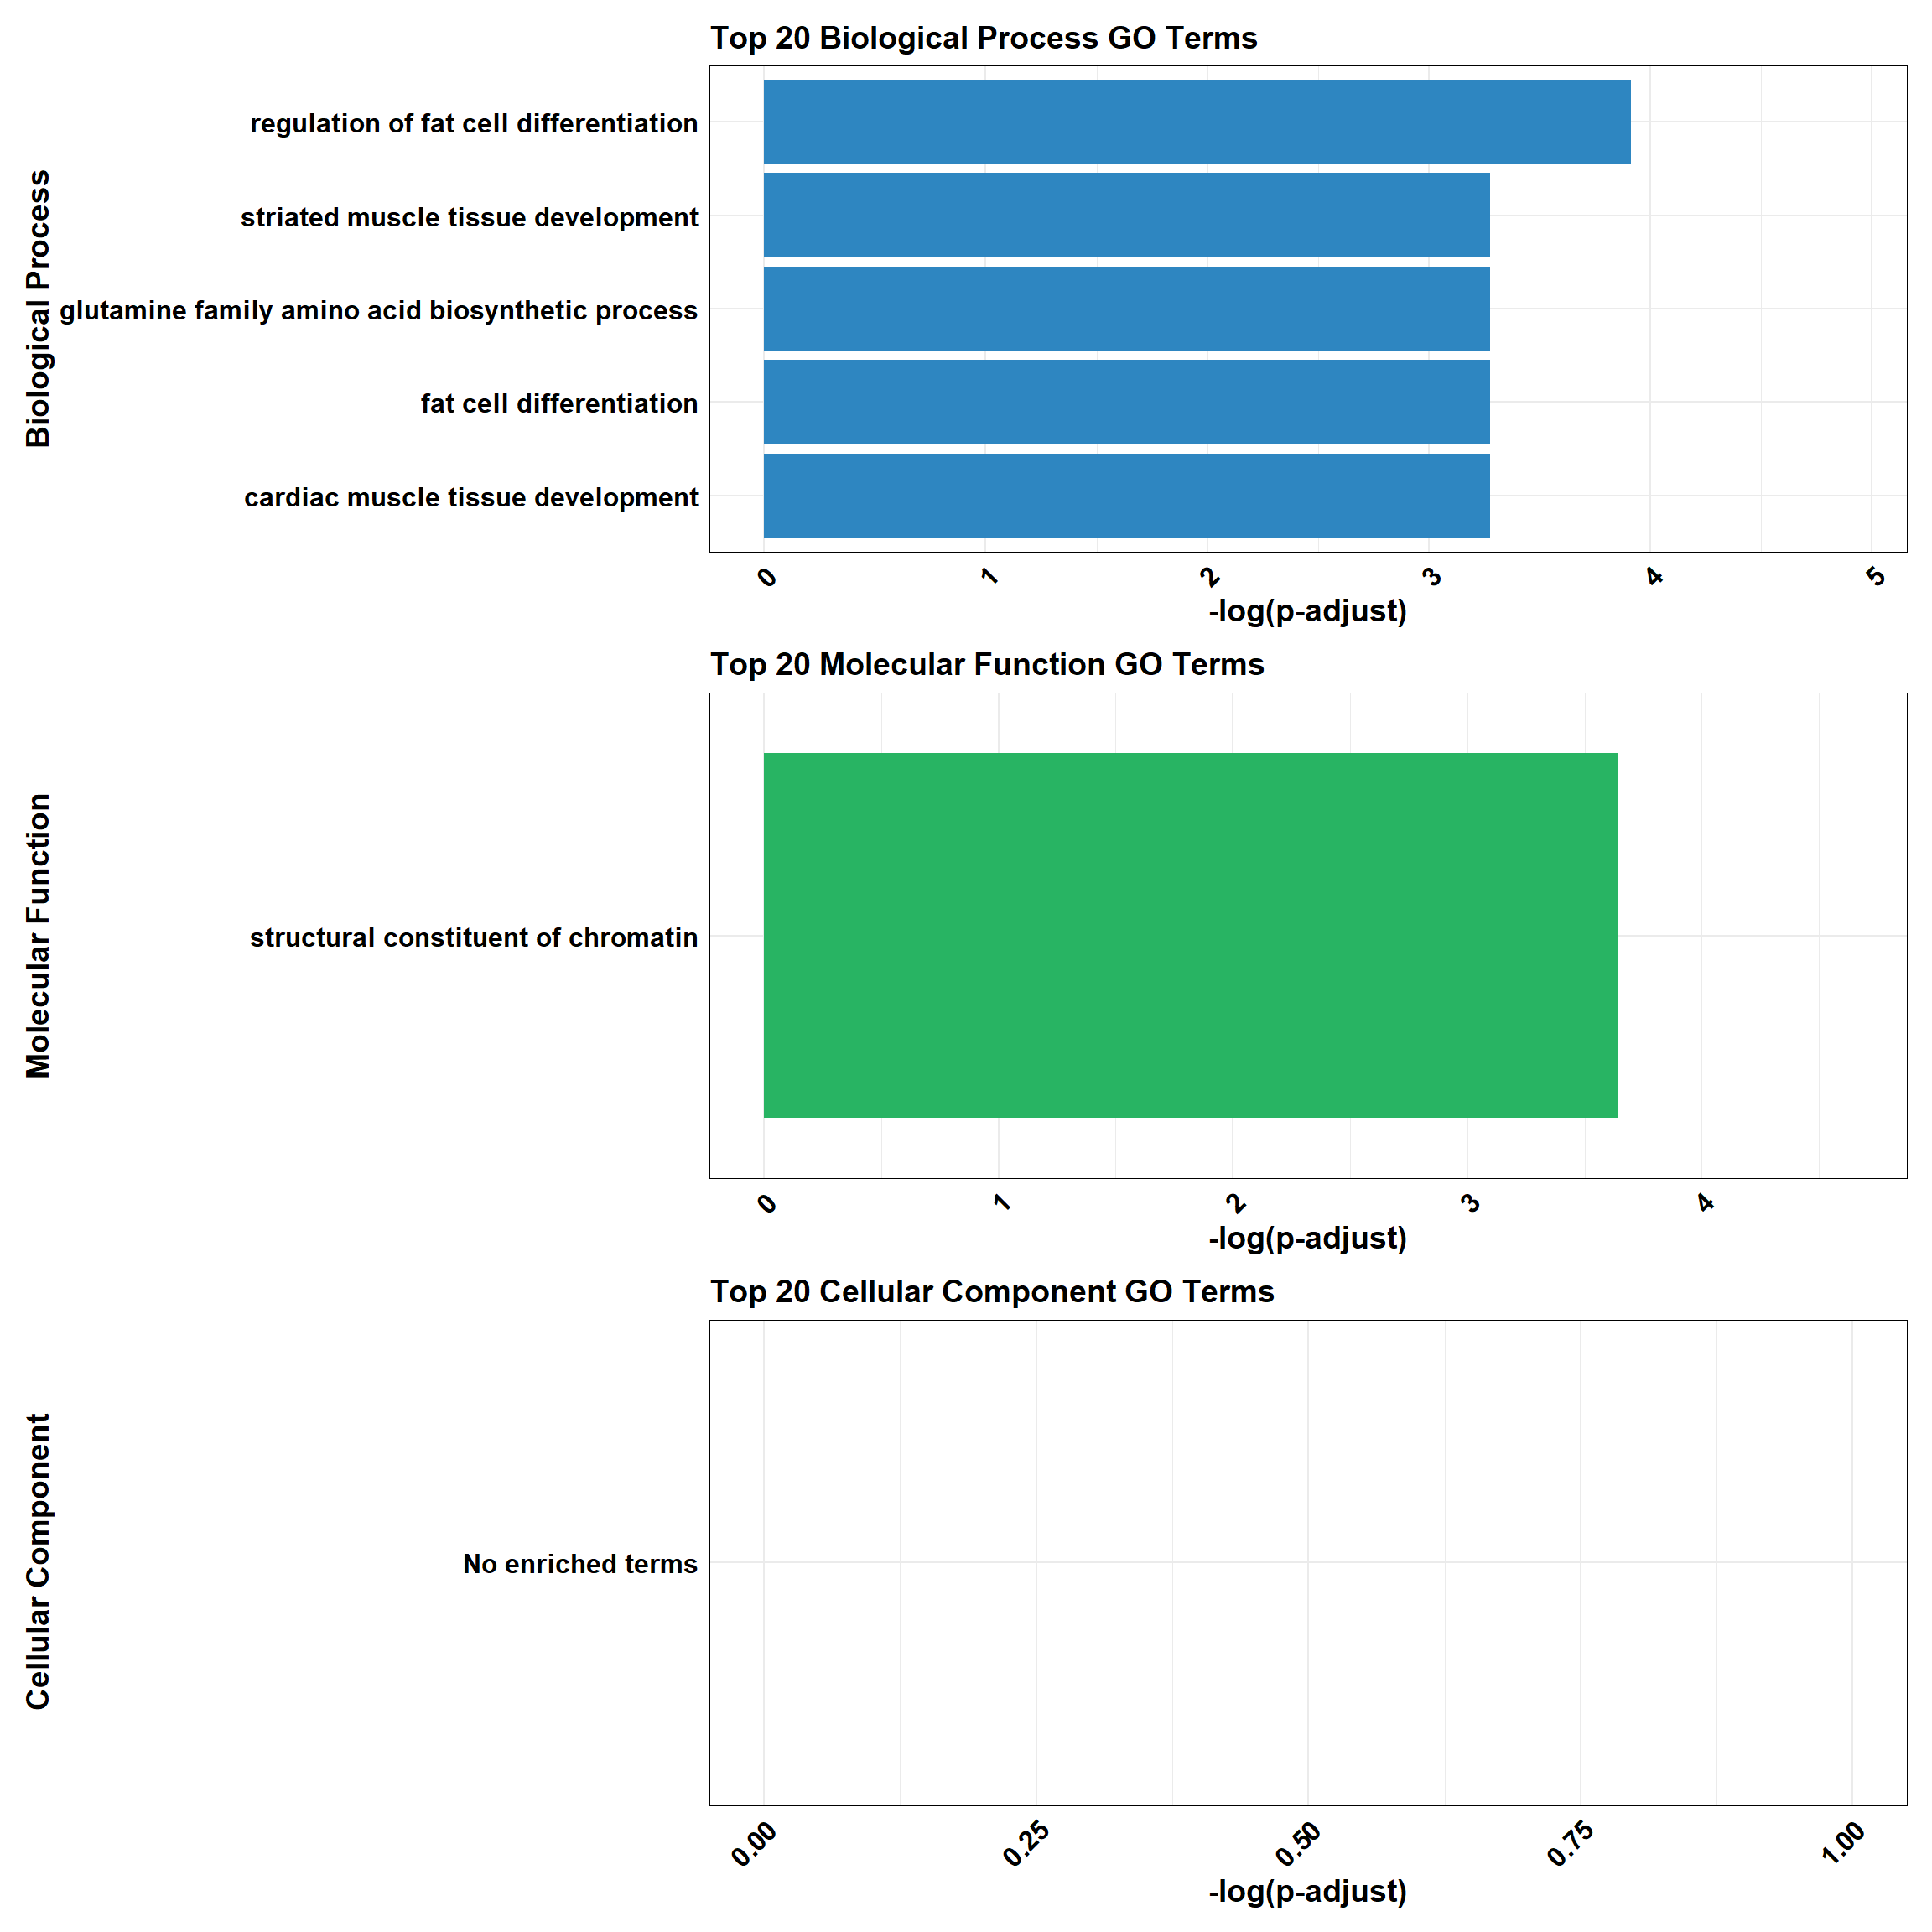 Top 20 Biological Process GO Terms
Biological Process
regulation of fat cell differentiation
striated muscle tissue development
glutamine family amino acid biosynthetic process
fat cell differentiation
cardiac muscle tissue development
0 1 2 3 4 5
-log(p-adjust)
Top 20 Molecular Function GO Terms
Molecular Function
structural constituent of chromatin
0 1 2 3 4
-log(p-adjust)
Top 20 Cellular Component GO Terms
Cellular Component
No enriched terms
0.00 0.25 0.50 0.75 1.00
-log(p-adjust)